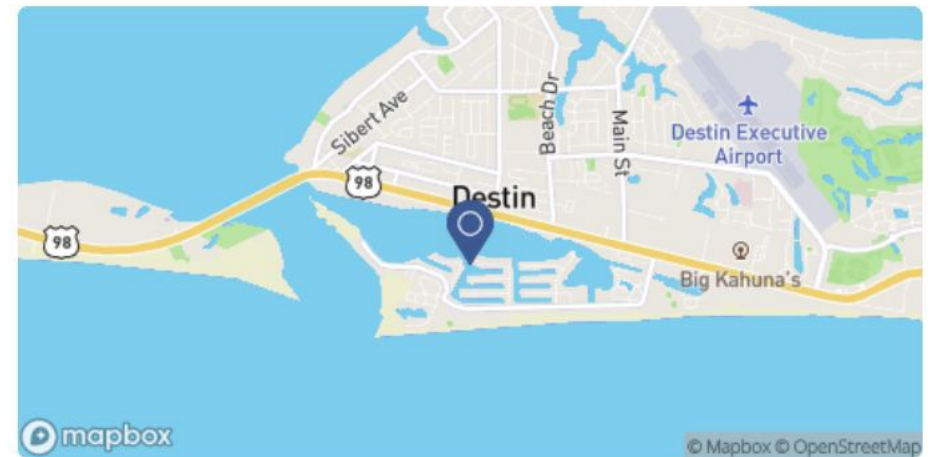 Sibert Ave
Beach Dr
Main St
Destin Executive
Airport
98
Destin
98
Big Kahuna's
mapbox
© Mapbox © OpenStreetMap